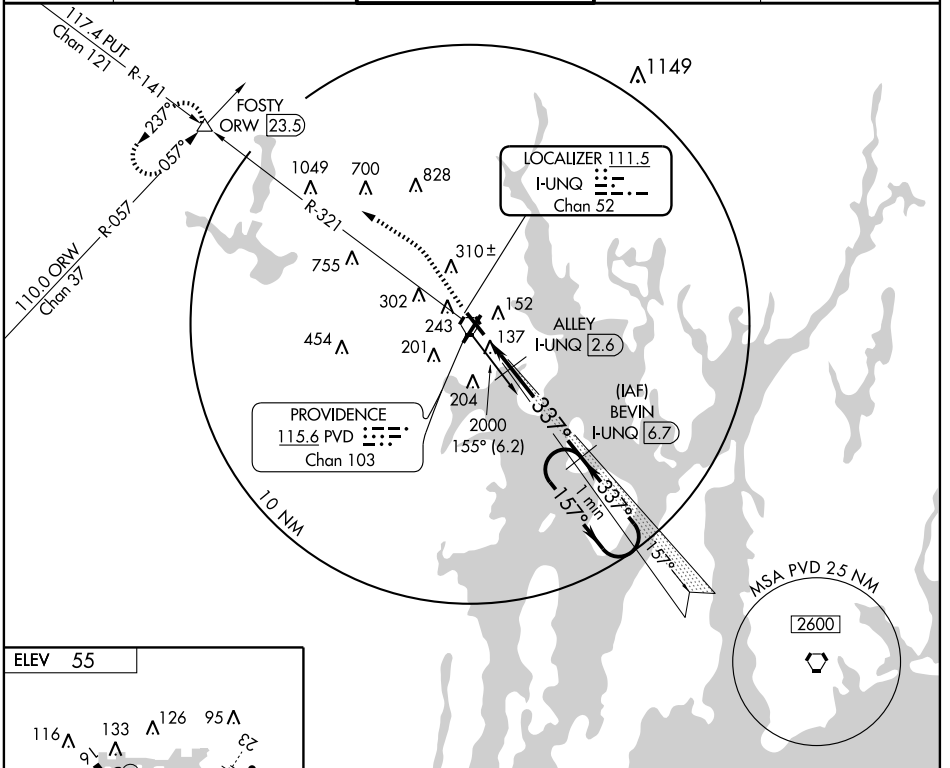 117.4 PUT
Chan 121
R-141
237°
057°
FOSTY
ORW 23.5
1149
1049
700
828
LOCALIZER 111.5
I-UNQ
Chan 52
R-321
R-057
110.0 ORW
Chan 37
755
310±
302
243
152
137
454
201
ALLEY
I-UNQ 2.6
204
(IAF)
BEVIN
I-UNQ 6.7
337°
PROVIDENCE
115.6 PVD
Chan 103
2000
155° (6.2)
337°
1 min
157°
157°
10 NM
MSA PVD 25 NM
2600
ELEV 55
116
133
126
95
23
16